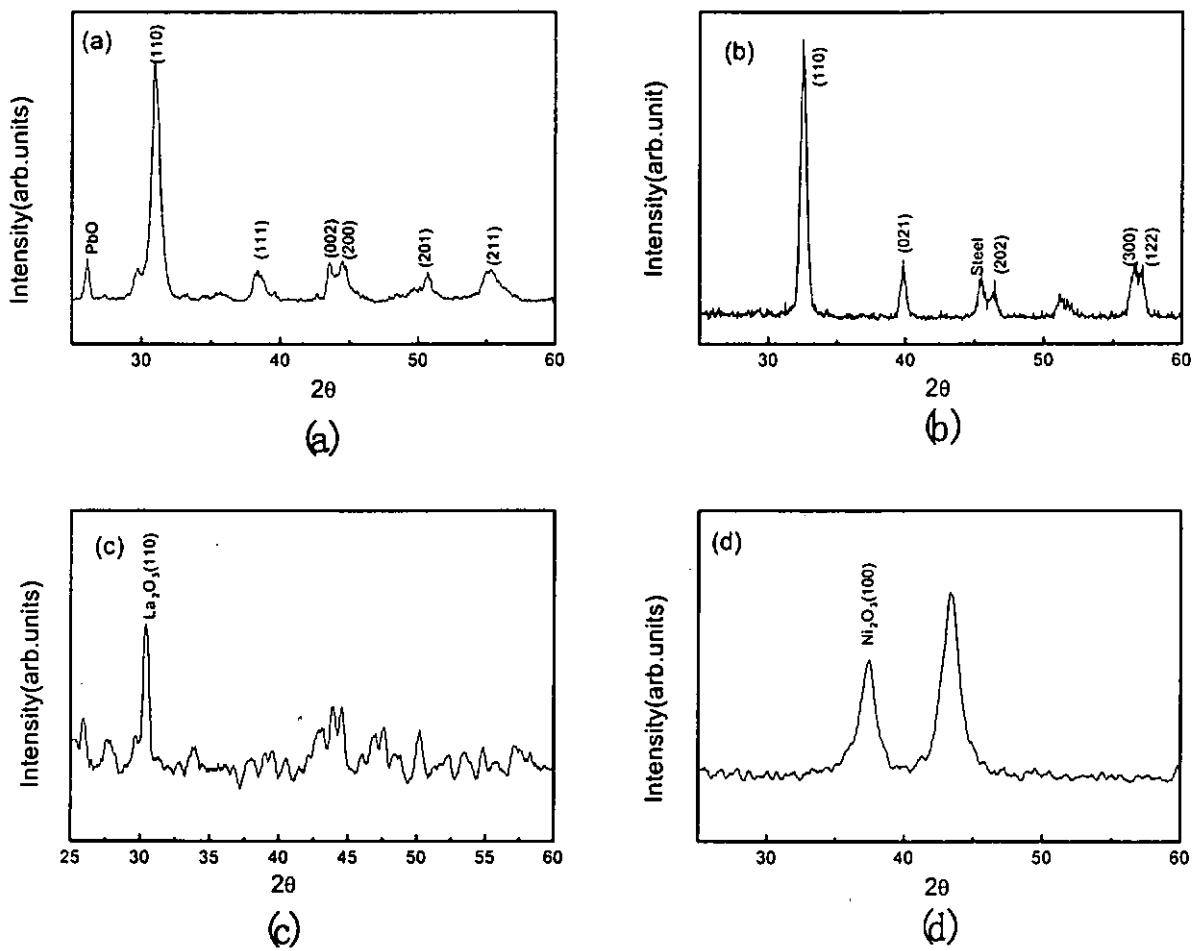 (a)
Intensity(arb.units)
PbO
(110)
(111)
(002)
(200)
(201)
(211)
30
40
50
60
2θ
(a)
(b)
Intensity(arb.unit)
(110)
(021)
Steel
(202)
(300)
(122)
30
40
50
60
2θ
(b)
(c)
Intensity(arb.units)
La₂O₃(110)
25
30
35
40
45
50
55
60
2θ
(c)
(d)
Intensity(arb.units)
Ni₂O₃(100)
30
40
50
60
2θ
(d)